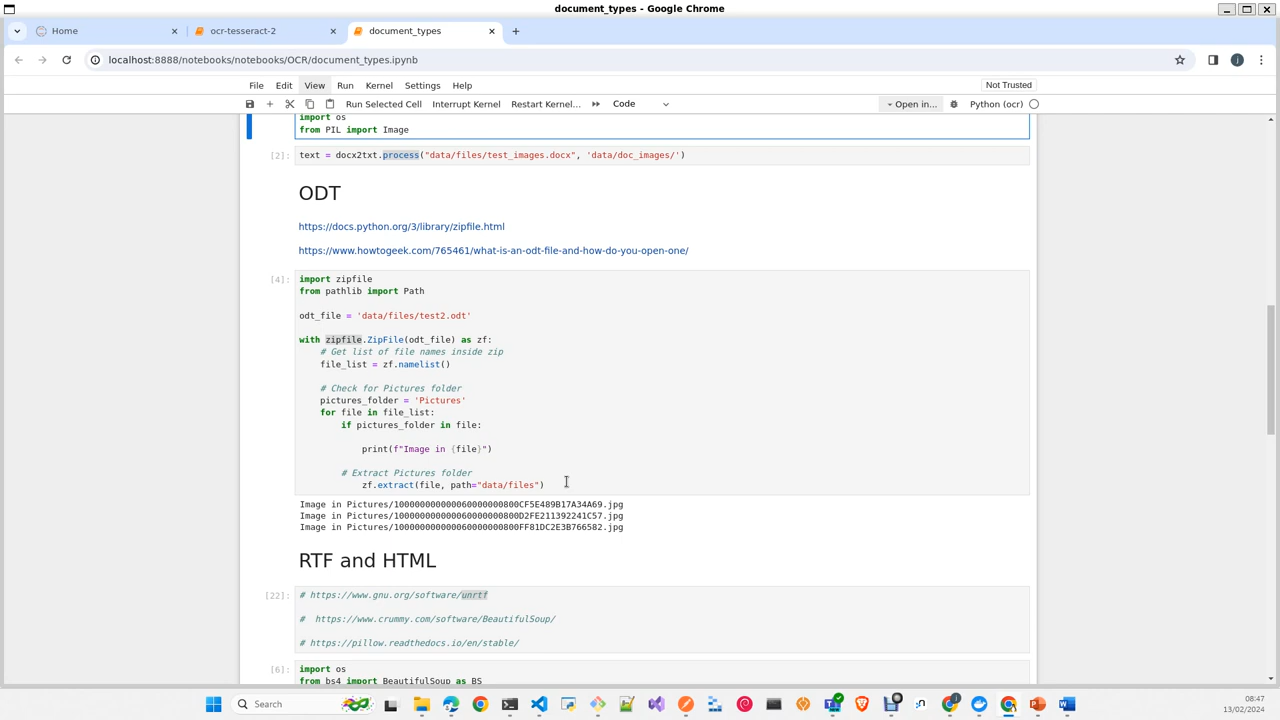 document_types - Google Chrome
Home
ocr-tesseract-2
document_types
localhost:8888/notebooks/notebooks/OCR/document_types.ipynb
File Edit View Run Kernel Settings Help
Not Trusted
Run Selected Cell Interrupt Kernel Restart Kernel... Code
Open in... Python (ocr)
import os
from PIL import Image
[2]: text = docx2txt.process("data/files/test_images.docx", 'data/doc_images/')
ODT
https://docs.python.org/3/library/zipfile.html
https://www.howtogeek.com/765461/what-is-an-odt-file-and-how-do-you-open-one/
[4]: import zipfile
from pathlib import Path
odt_file = 'data/files/test2.odt'
with zipfile.ZipFile(odt_file) as zf:
# Get list of file names inside zip
file_list = zf.namelist()
# Check for Pictures folder
pictures_folder = 'Pictures'
for file in file_list:
if pictures_folder in file:
print(f"Image in {file}")
# Extract Pictures folder
zf.extract(file, path="data/files")
Image in Pictures/100000000000060000000800CF5E489B17A34A69.jpg
Image in Pictures/100000000000060000000800D2FE211392241C57.jpg
Image in Pictures/100000000000060000000800FF81DC2E3B766582.jpg
RTF and HTML
[22]: # https://www.gnu.org/software/unrtf
# https://www.crummy.com/software/BeautifulSoup/
# https://pillow.readthedocs.io/en/stable/
[6]: import os
from bs4 import BeautifulSoup as BS
Search
08:47
13/02/2024